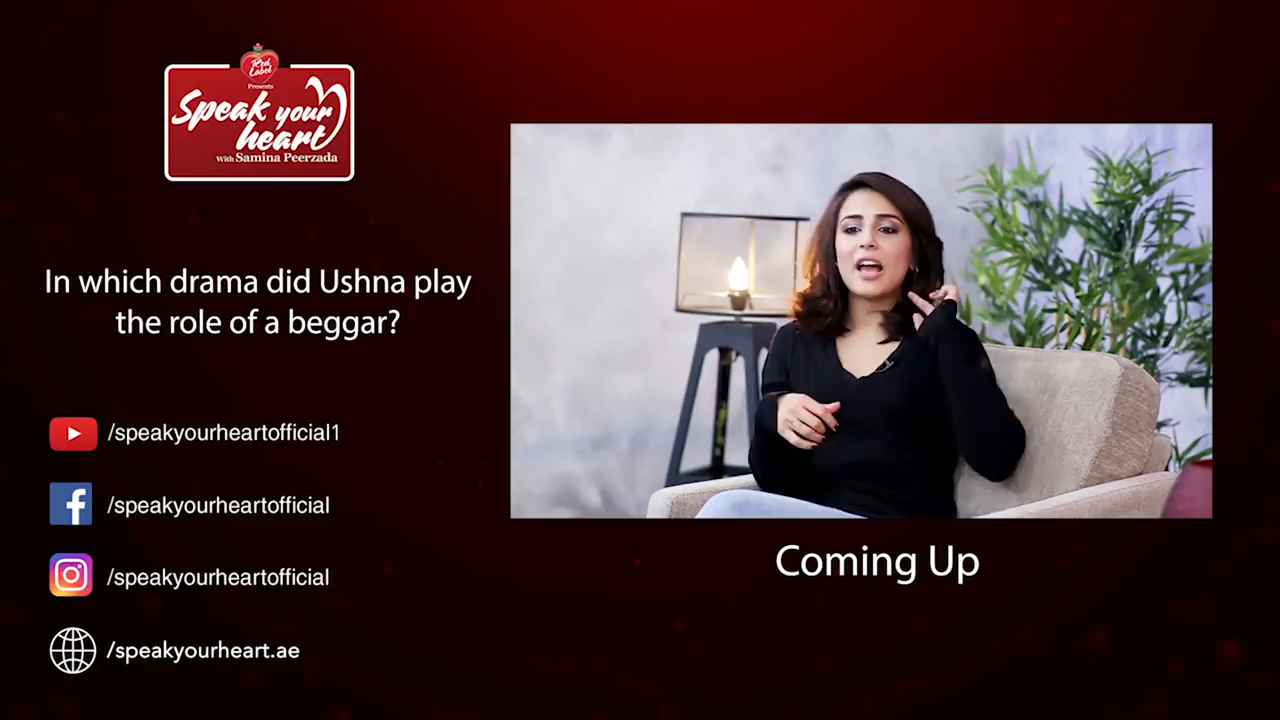 Red
Label
Presents
Speak your
heart
With Samina Peerzada
In which drama did Ushna play
the role of a beggar?
/speakyourheartofficial1
/speakyourheartofficial
/speakyourheartofficial
/speakyourheart.ae
Coming Up